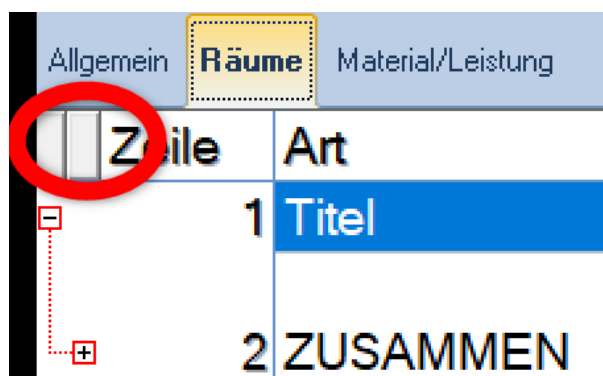 Allgemein Räume Material/Leistung
Zeile Art
1 Titel
2 ZUSAMMEN